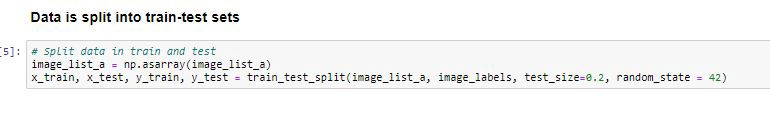 Data is split into train-test sets
[5]: # Split data in train and test
image_list_a = np.asarray(image_list_a)
x_train, x_test, y_train, y_test = train_test_split(image_list_a, image_labels, test_size=0.2, random_state = 42)